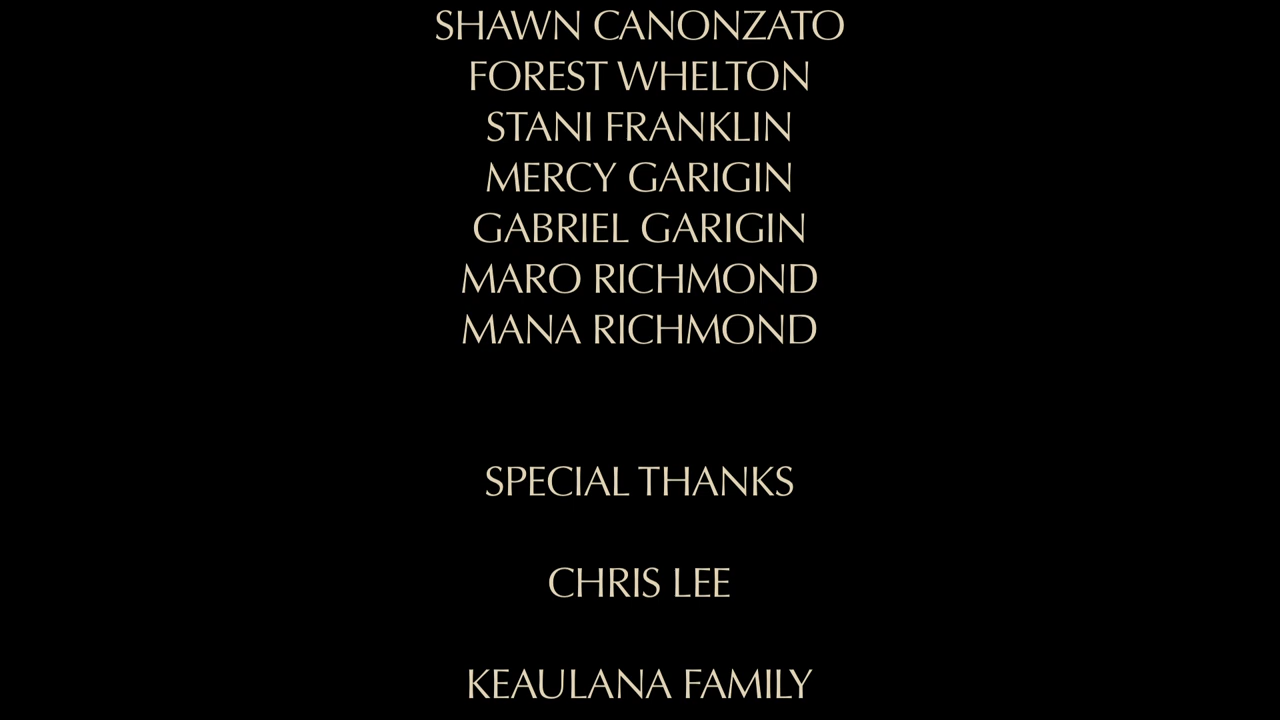 SHAWN CANONZATO
FOREST WHELTON
STANI FRANKLIN
MERCY GARIGIN
GABRIEL GARIGIN
MARO RICHMOND
MANA RICHMOND
SPECIAL THANKS
CHRIS LEE
KEAULANA FAMILY